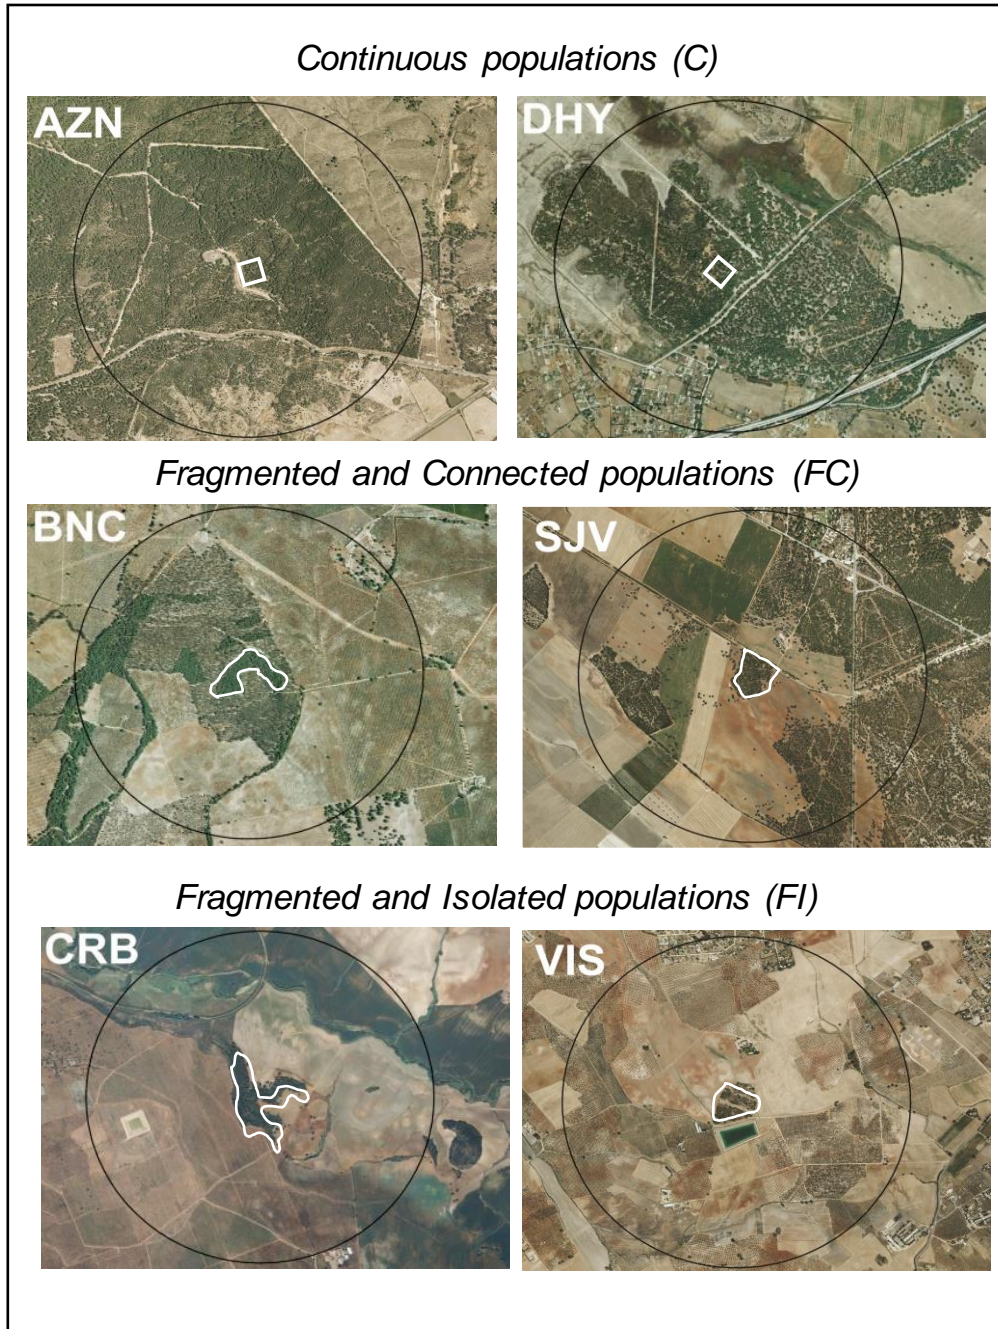 Continuous populations (C)
AZN
DHY
Fragmented and Connected populations (FC)
BNC
SJV
Fragmented and Isolated populations (FI)
CRB
VIS